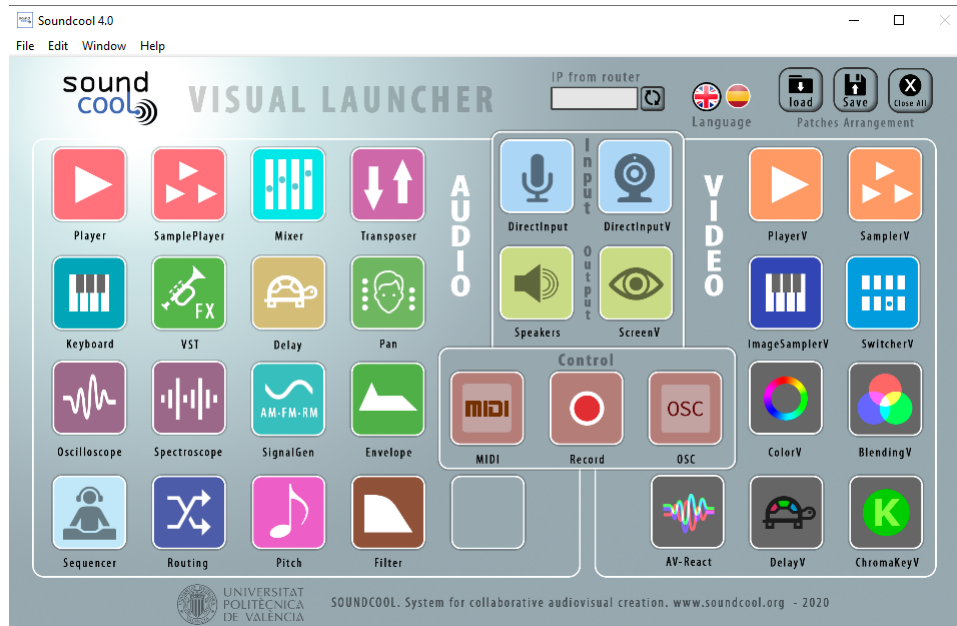 Soundcool 4.0
File Edit Window Help
sound
cool
VISUAL LAUNCHER
IP from router
Language
load
Save
Close All
Patches Arrangement
AUDIO
Player
SamplePlayer
Mixer
Transposer
Keyboard
FX
VST
Delay
Pan
Oscilloscope
Spectroscope
AM-FM-RM
SignalGen
Envelope
Sequencer
Routing
Pitch
Filter
Input
DirectInput
DirectInputV
Output
Speakers
ScreenV
Control
MIDI
MIDI
Record
OSC
OSC
VIDEO
PlayerV
SamplerV
ImageSamplerV
SwitcherV
ColorV
BlendingV
AV-React
DelayV
K
ChromaKeyV
UNIVERSITAT
POLITÈCNICA
DE VALÈNCIA
SOUNDCOOL. System for collaborative audiovisual creation. www.soundcool.org - 2020